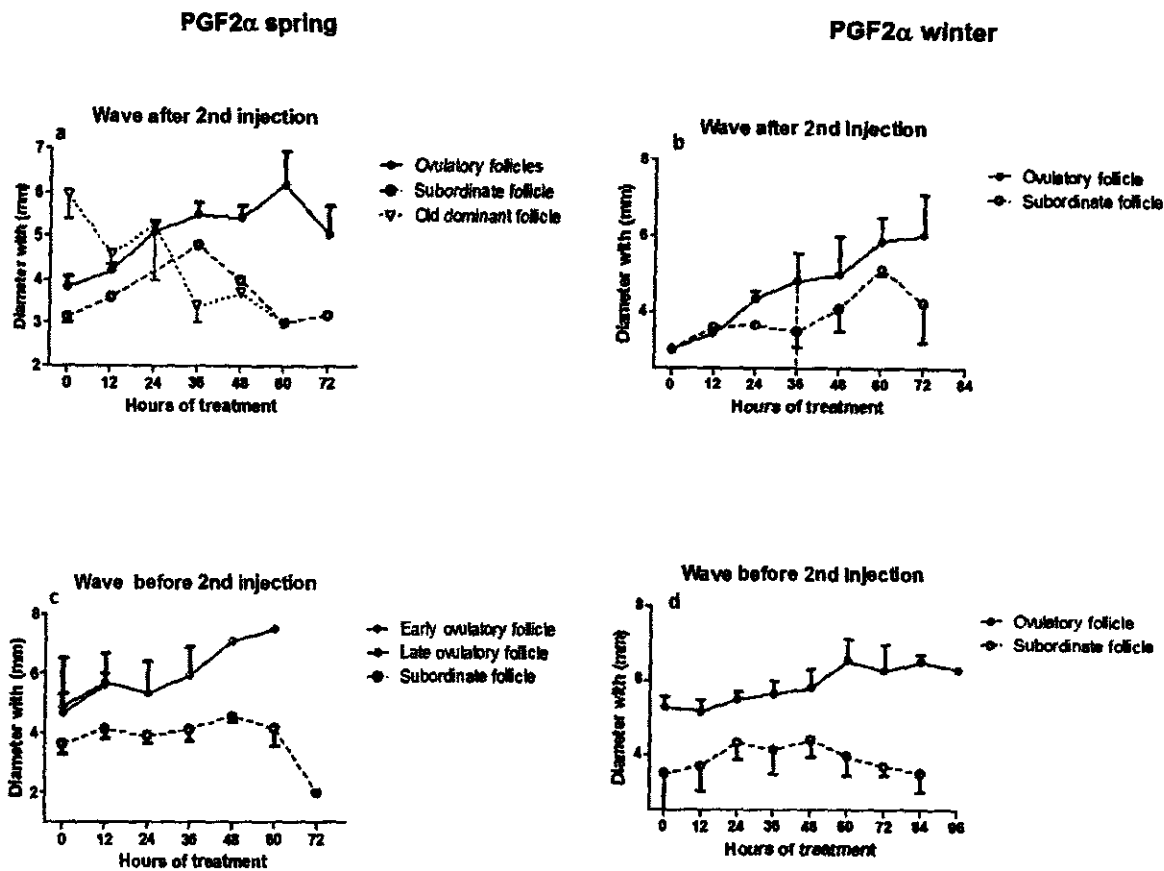 PGF2α spring
PGF2α winter
Wave after 2nd injection
a
Diameter with (mm)
7
6
5
4
3
2
0 12 24 36 48 60 72
Hours of treatment
Ovulatory follicles
Subordinate follicle
Old dominant follicle
Wave after 2nd injection
b
Diameter with (mm)
8
6
4
0 12 24 36 48 60 72 84
Hours of treatment
Ovulatory follicle
Subordinate follicle
Wave before 2nd injection
c
Diameter with (mm)
8
6
4
2
0 12 24 36 48 60 72
Hours of treatment
Early ovulatory follicle
Late ovulatory follicle
Subordinate follicle
Wave before 2nd injection
d
Diameter with (mm)
8
6
4
0 12 24 36 48 60 72 84 96
Hours of treatment
Ovulatory follicle
Subordinate follicle